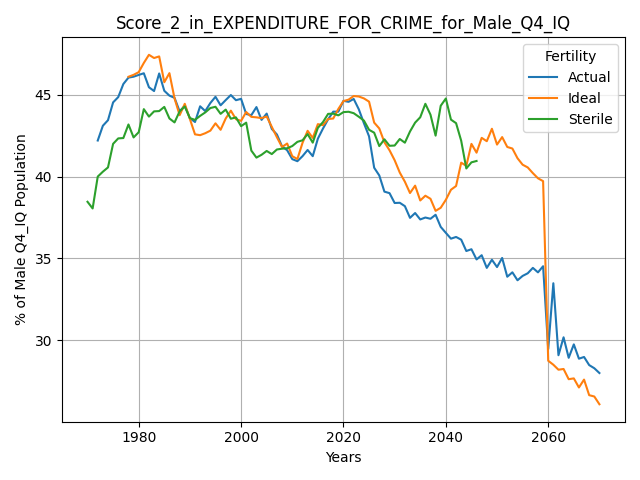 Score_2_in_EXPENDITURE_FOR_CRIME_for_Male_Q4_IQ
Fertility
Actual
Ideal
Sterile
% of Male Q4_IQ Population
45
40
35
30
1980
2000
2020
2040
2060
Years